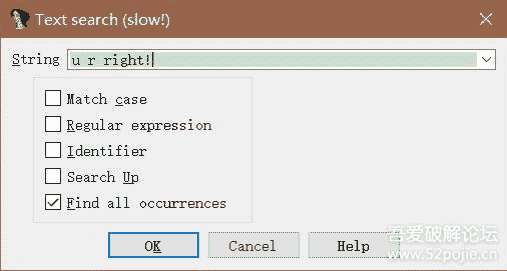 Text search (slow!)
String u r right!
Match case
Regular expression
Identifier
Search Up
Find all occurrences
OK Cancel Help
吾爱破解论坛
www.52pojie.cn